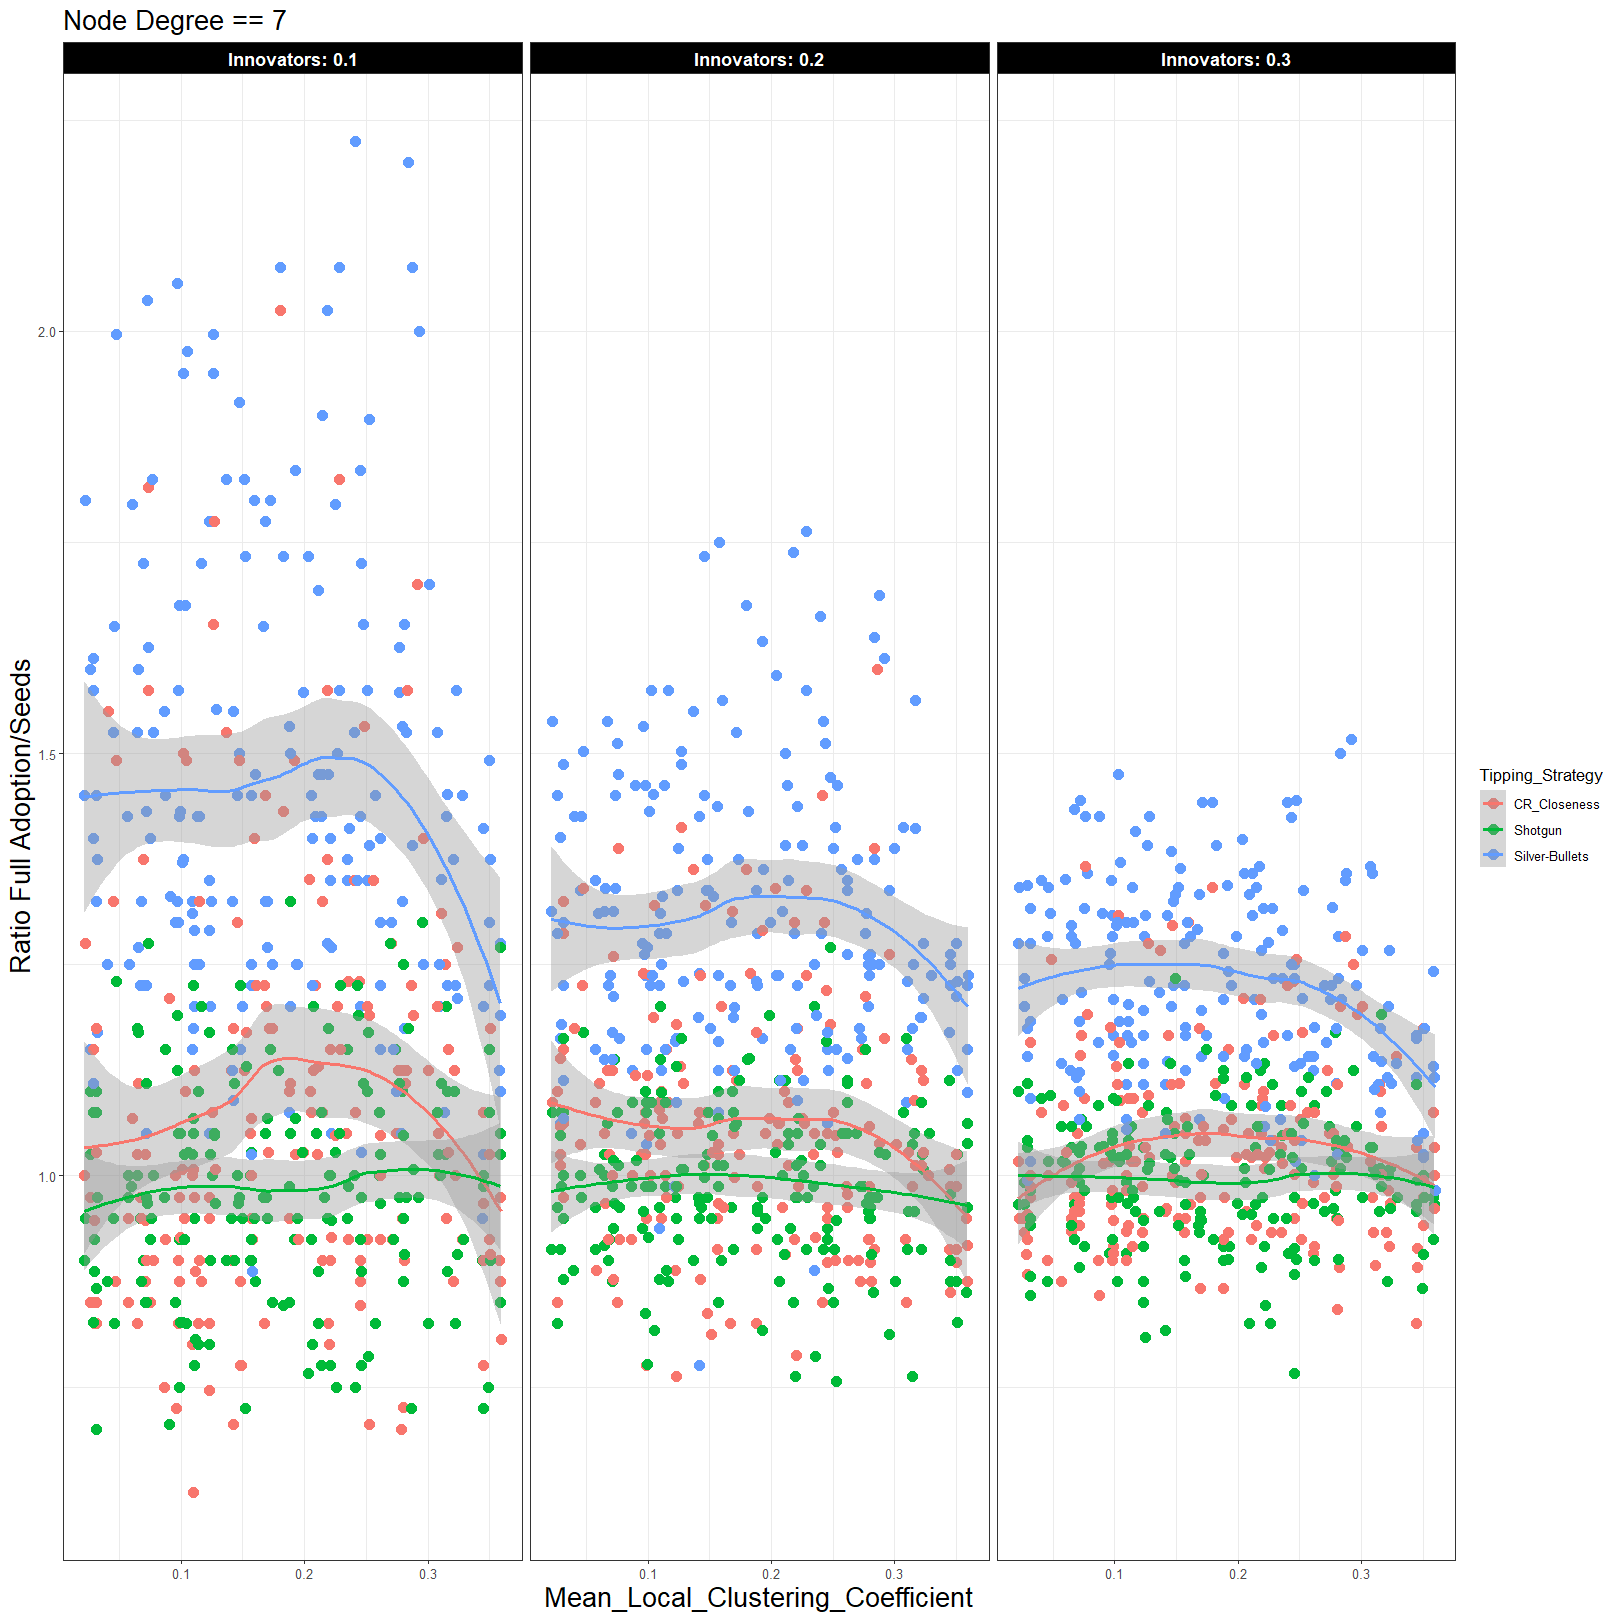 Node Degree == 7
Innovators: 0.1
Innovators: 0.2
Innovators: 0.3
Ratio Full Adoption/Seeds
2.0
1.5
1.0
0.1
0.2
0.3
0.1
0.2
0.3
0.1
0.2
0.3
Mean_Local_Clustering_Coefficient
Tipping_Strategy
CR_Closeness
Shotgun
Silver-Bullets